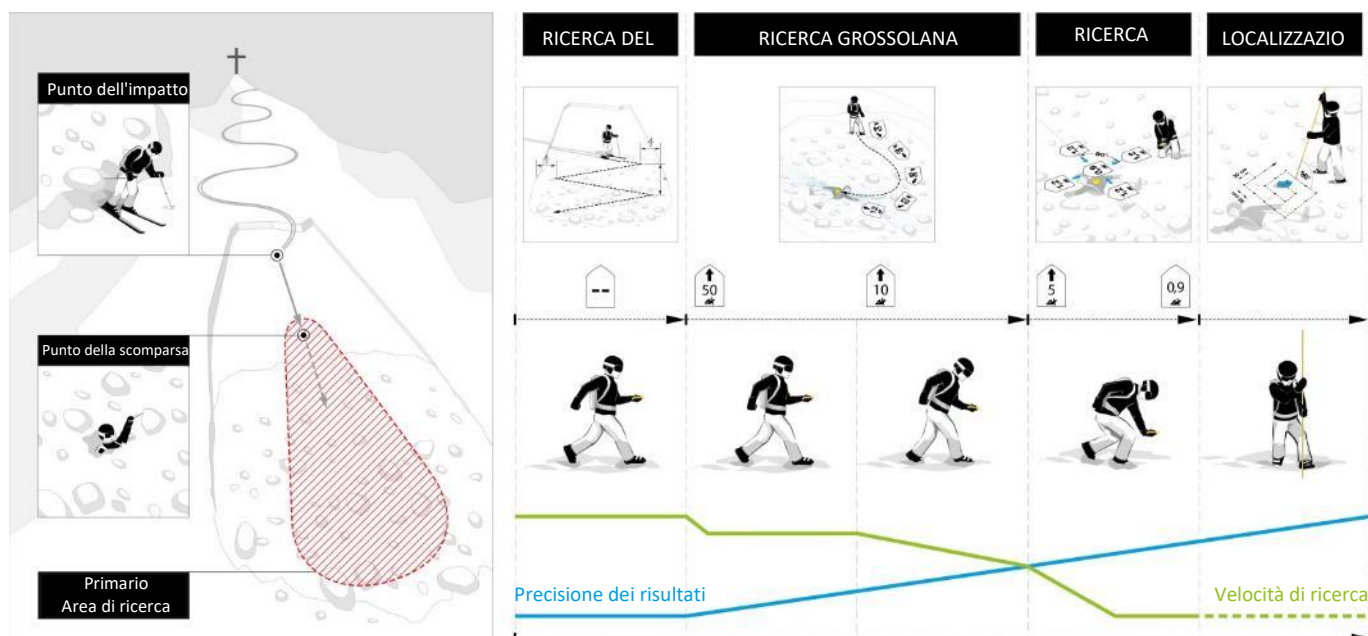 Punto dell'impatto
Punto della scomparsa
Primario
Area di ricerca
RICERCA DEL
RICERCA GROSSOLANA
RICERCA
LOCALIZZAZIO
--
50
10
5
0,9
Precisione dei risultati
Velocità di ricerca